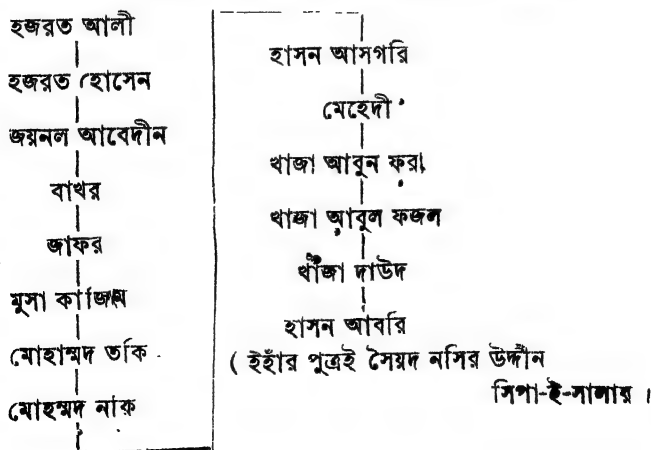 হজরত আলী
হজরত হোসেন
জয়নল আবেদীন
বাখর
জাফর
মুসা কাজিম
মোহাম্মদ তকি
মোহম্মদ নকি
হাসন আসগরি
মেহেদী
খাজা আবুন ফরা
খাজা আবুল ফজল
খাঁজা দাউদ
হাসন আবরি
( ইহাঁর পুত্রই সৈয়দ নসির উদ্দীন
সিপা-ই-সালার ।